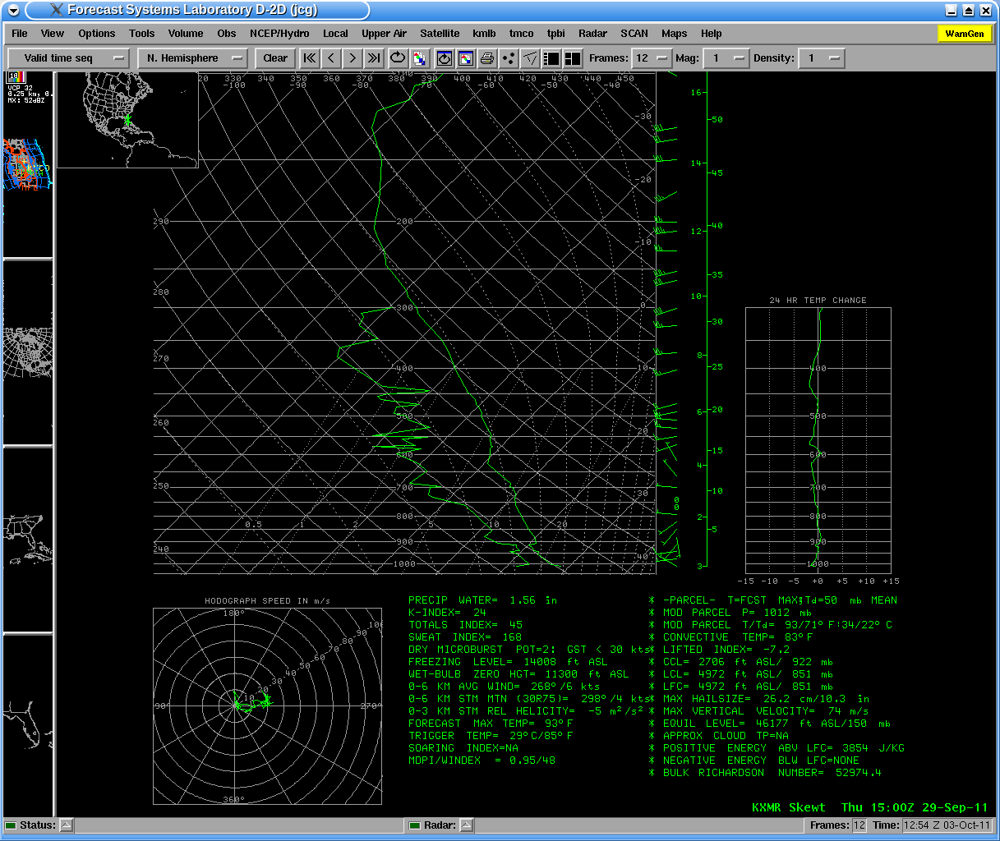 Forecast Systems Laboratory D-2D (jcg)
File View Options Tools Volume Obs NCEP/Hydro Local Upper Air Satellite kmlb tmco tpbi Radar SCAN Maps Help WarnGen
Valid time seq N. Hemisphere Clear Frames: 12 Mag: 1 Density: 1
VCP 32
0.25 km, 0.
MX: 52dBZ
320 330 340 350 360 370 380 390 400 410 420 430 440 450
-100 -90 -80 -70 -60 -50 -40
-30
-20
-10
0
10
20
30
40
290
280
270
260
250
240
200
300
400
500
600
700
800
900
1000
0.5 1 2 5 10 20
16
14
12
10
8
6
4
2
3
50
45
40
35
30
25
20
15
10
5
0
0
24 HR TEMP CHANGE
400
500
600
700
800
900
1000
-15 -10 -5 +0 +5 +10 +15
HODOGRAPH SPEED IN m/s
180°
90°
270°
360°
10 20 30 40 50 60 70 80 90 100
PRECIP WATER= 1.56 in
K-INDEX= 24
TOTALS INDEX= 45
SWEAT INDEX= 168
DRY MICROBURST POT=2: GST < 30 kts
FREEZING LEVEL= 14008 ft ASL
WET-BULB ZERO HGT= 11300 ft ASL
0-6 KM AVG WIND= 268°/6 kts
0-6 KM STM MTN (30R75)= 298°/4 kts
0-3 KM STM REL HELICITY= -5 m²/s²
FORECAST MAX TEMP= 93°F
TRIGGER TEMP= 29°C/85°F
SOARING INDEX=NA
MDPI/WINDEX = 0.95/48
* -PARCEL- T=FCST MAX;Td=50 mb MEAN
* MOD PARCEL P= 1012 mb
* MOD PARCEL T/Td= 93/71°F:34/22°C
* CONVECTIVE TEMP= 83°F
* LIFTED INDEX= -7.2
* CCL= 2706 ft ASL/ 922 mb
* LCL= 4972 ft ASL/ 851 mb
* LFC= 4972 ft ASL/ 851 mb
* MAX HAILSIZE= 26.2 cm/10.3 in
* MAX VERTICAL VELOCITY= 74 m/s
* EQUIL LEVEL= 46177 ft ASL/150 mb
* APPROX CLOUD TP=NA
* POSITIVE ENERGY ABV LFC= 3854 J/KG
* NEGATIVE ENERGY BLW LFC=NONE
* BULK RICHARDSON NUMBER= 52974.4
KXMR Skewt Thu 15:00Z 29-Sep-11
Status: Radar: Frames: 12 Time: 12:54 Z 03-Oct-11